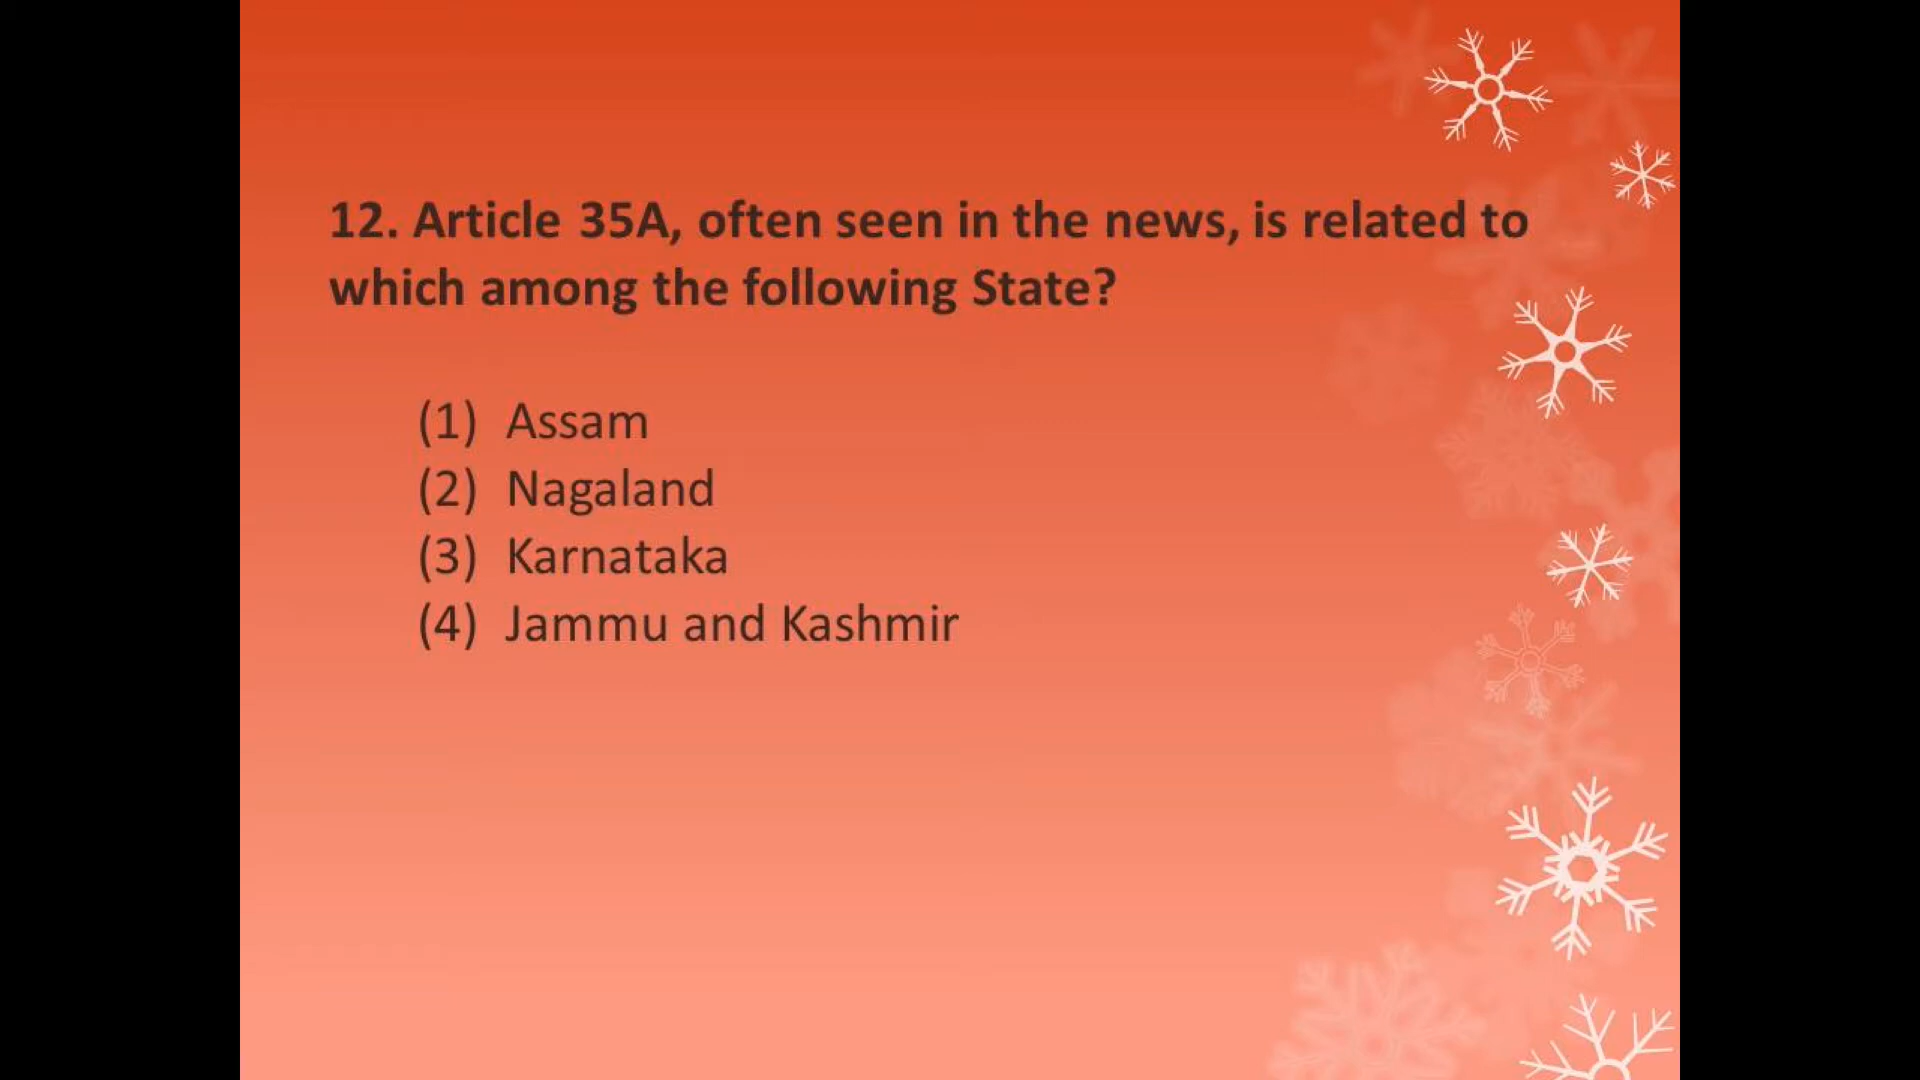 12. Article 35A, often seen in the news, is related to
which among the following State?
(1) Assam
(2) Nagaland
(3) Karnataka
(4) Jammu and Kashmir